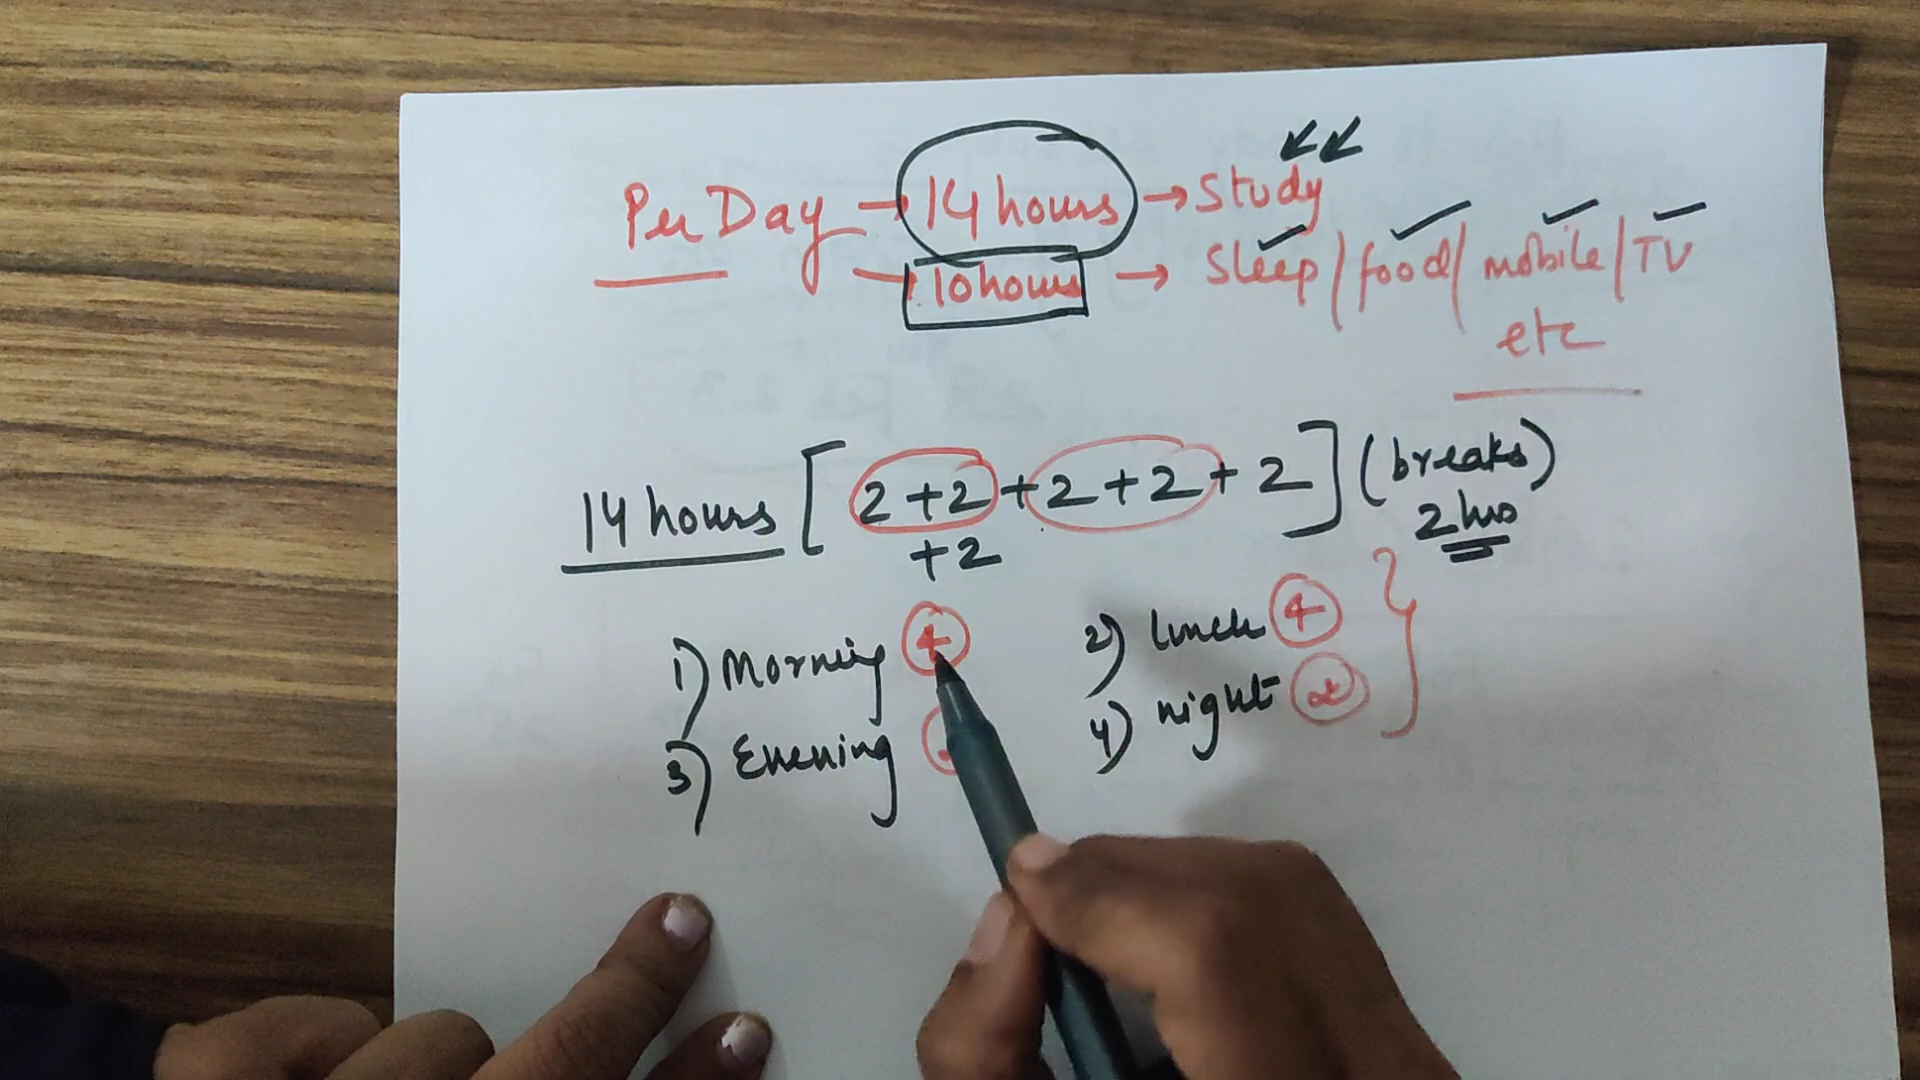 Per Day → 14 hours → Study
→ 10 hours → Sleep / food / mobile / TV
etc
14 hours [2+2+2+2+2] (breaks)
+2 2 hrs
1) Morning 4 2) lunch 4
3) Evening 4) night 2